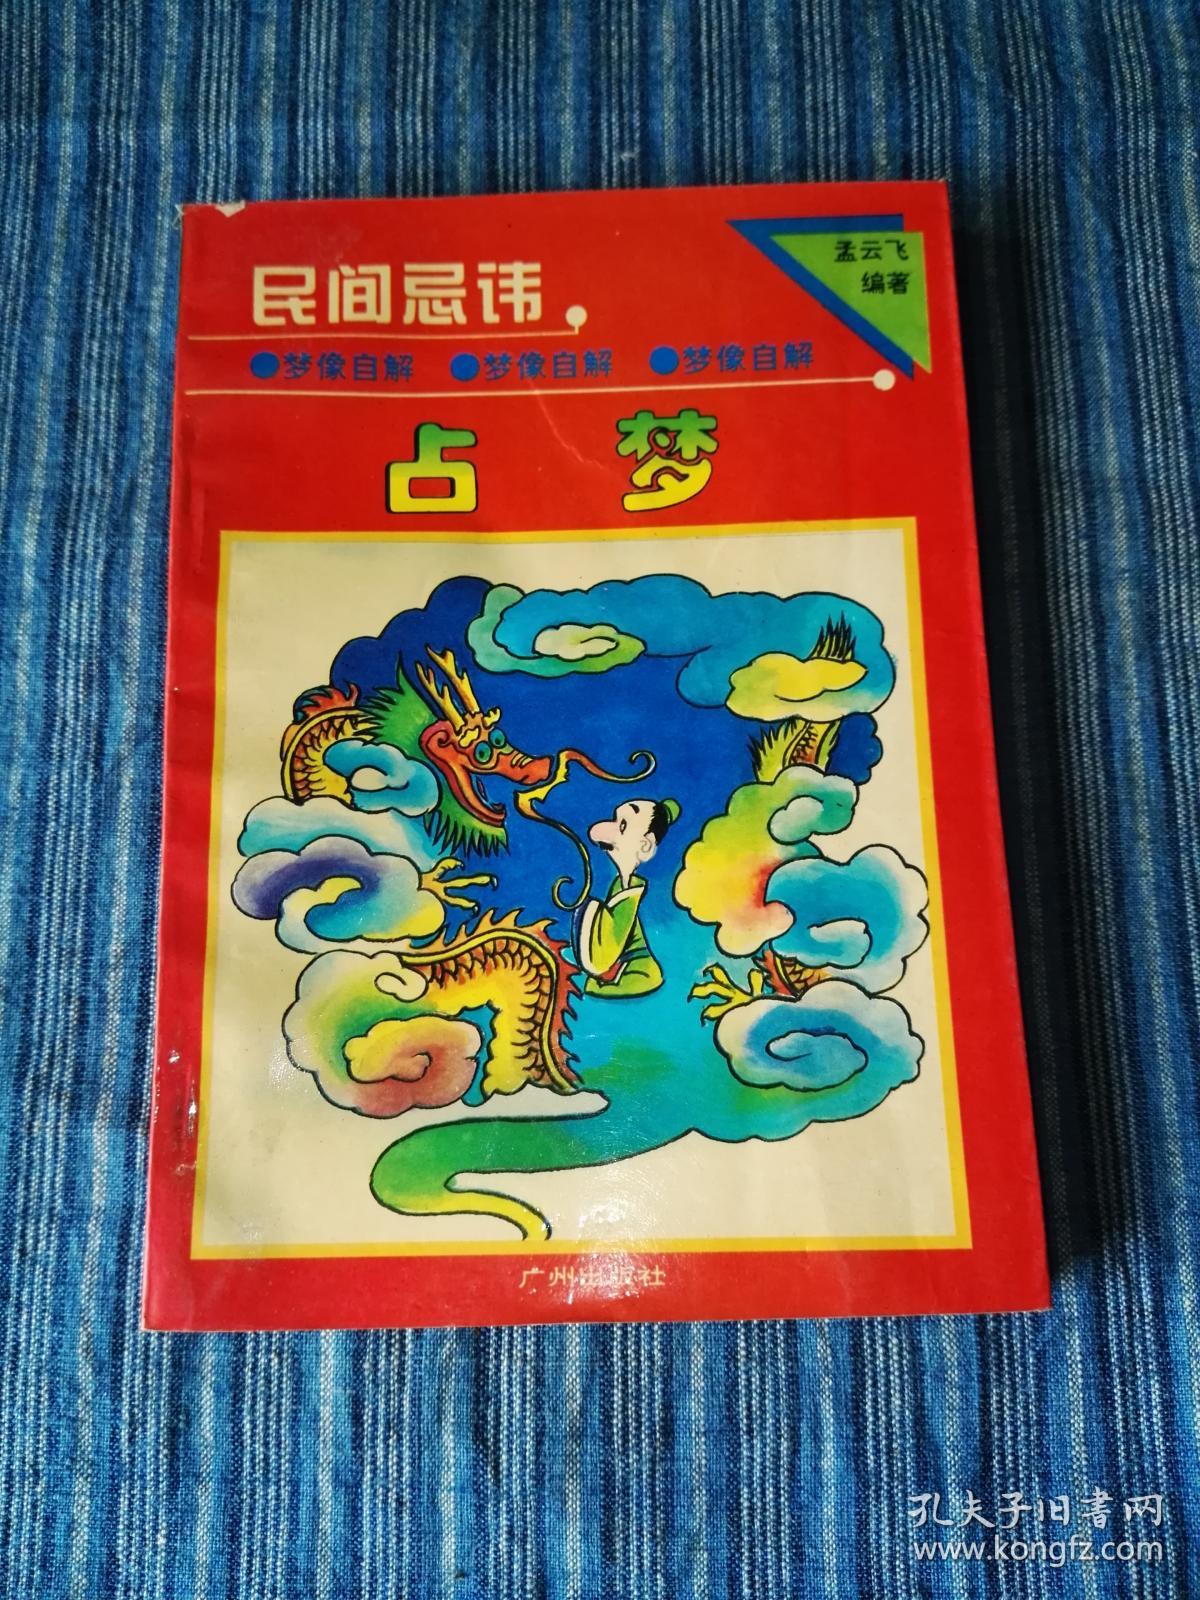 孟云飞
编著
民间忌讳
●梦像自解 ●梦像自解 ●梦像自解
占梦
广州出版社
孔夫子旧書网
www.kongfz.com